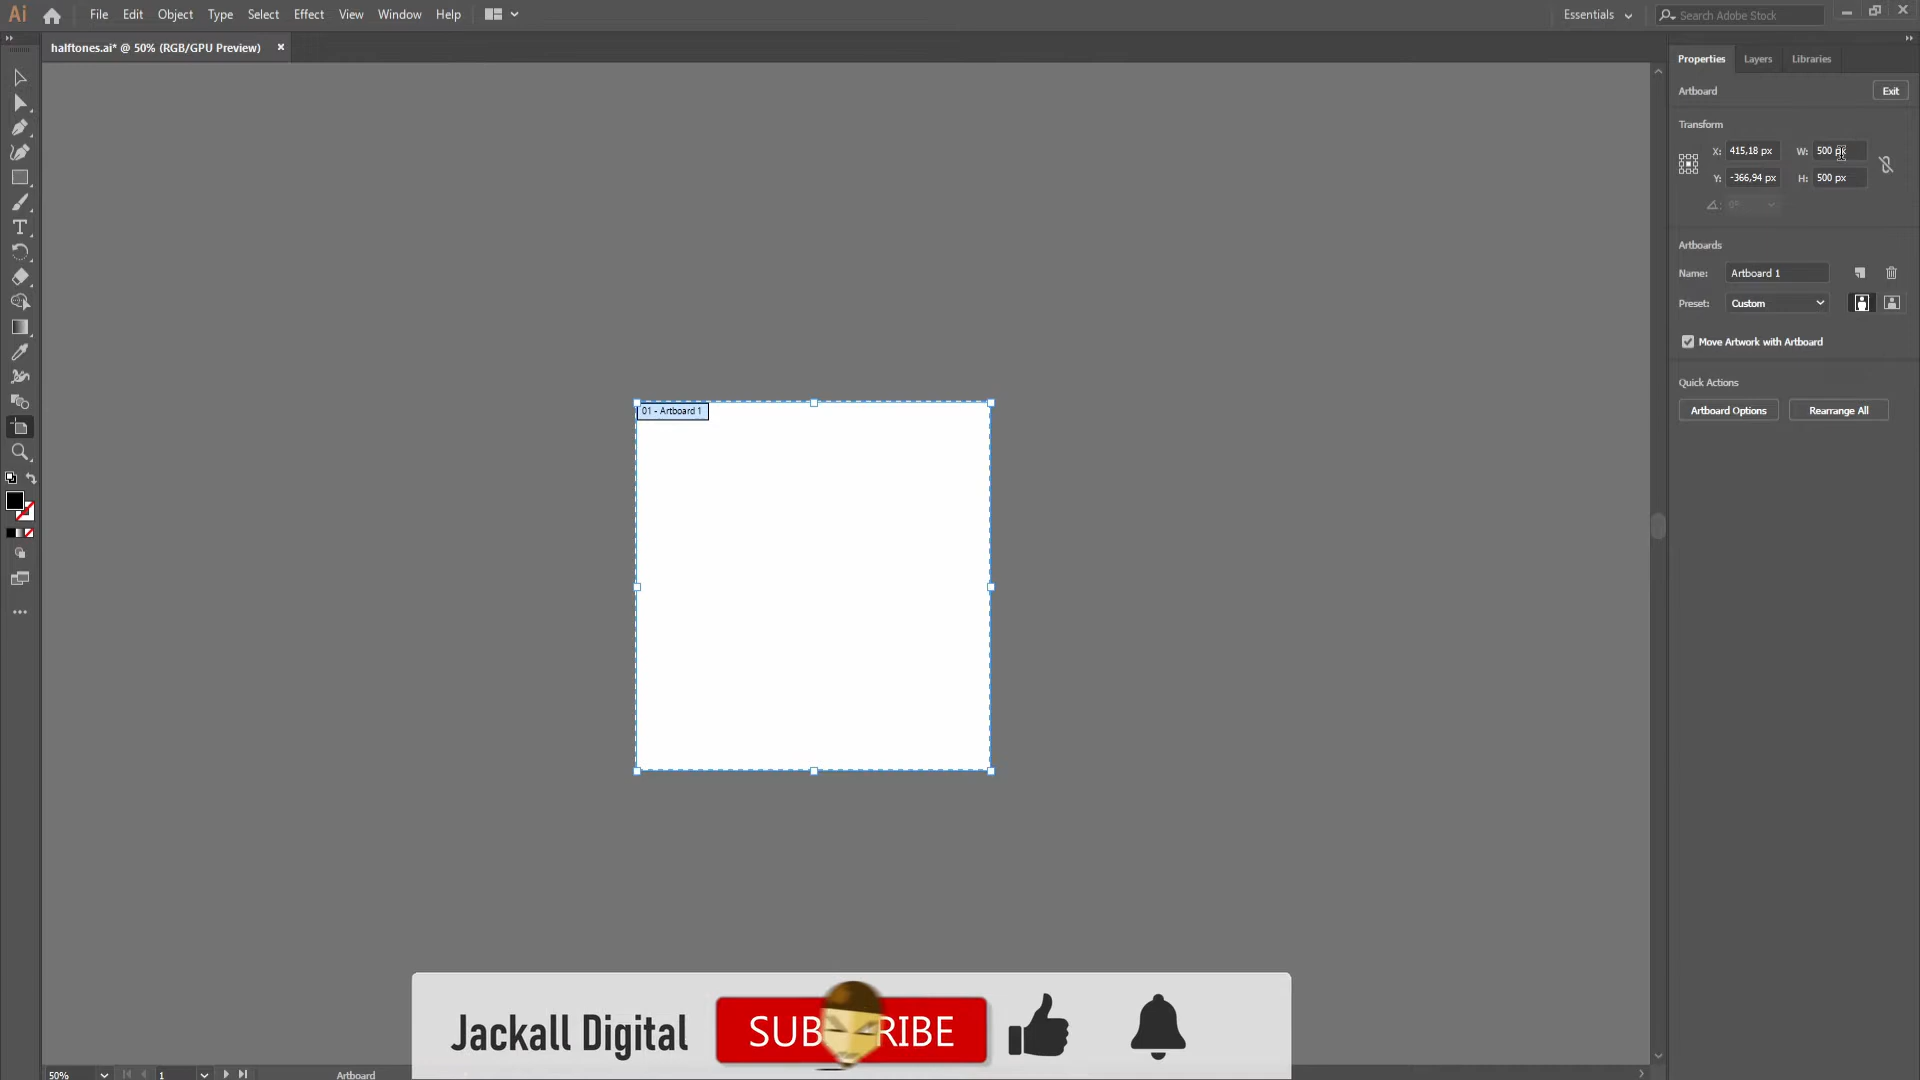 Ai File Edit Object Type Select Effect View Window Help Essentials Search Adobe Stock
halftones.ai* @ 50% (RGB/GPU Preview) ×
Properties Layers Libraries
Artboard Exit
Transform
X: 415,18 px W: 500 px
Y: -366,94 px H: 500 px
0°
Artboards
Name: Artboard 1
Preset: Custom
Move Artwork with Artboard
Quick Actions
Artboard Options Rearrange All
01 - Artboard 1
Jackall Digital SUB RIBE
50% 1 Artboard